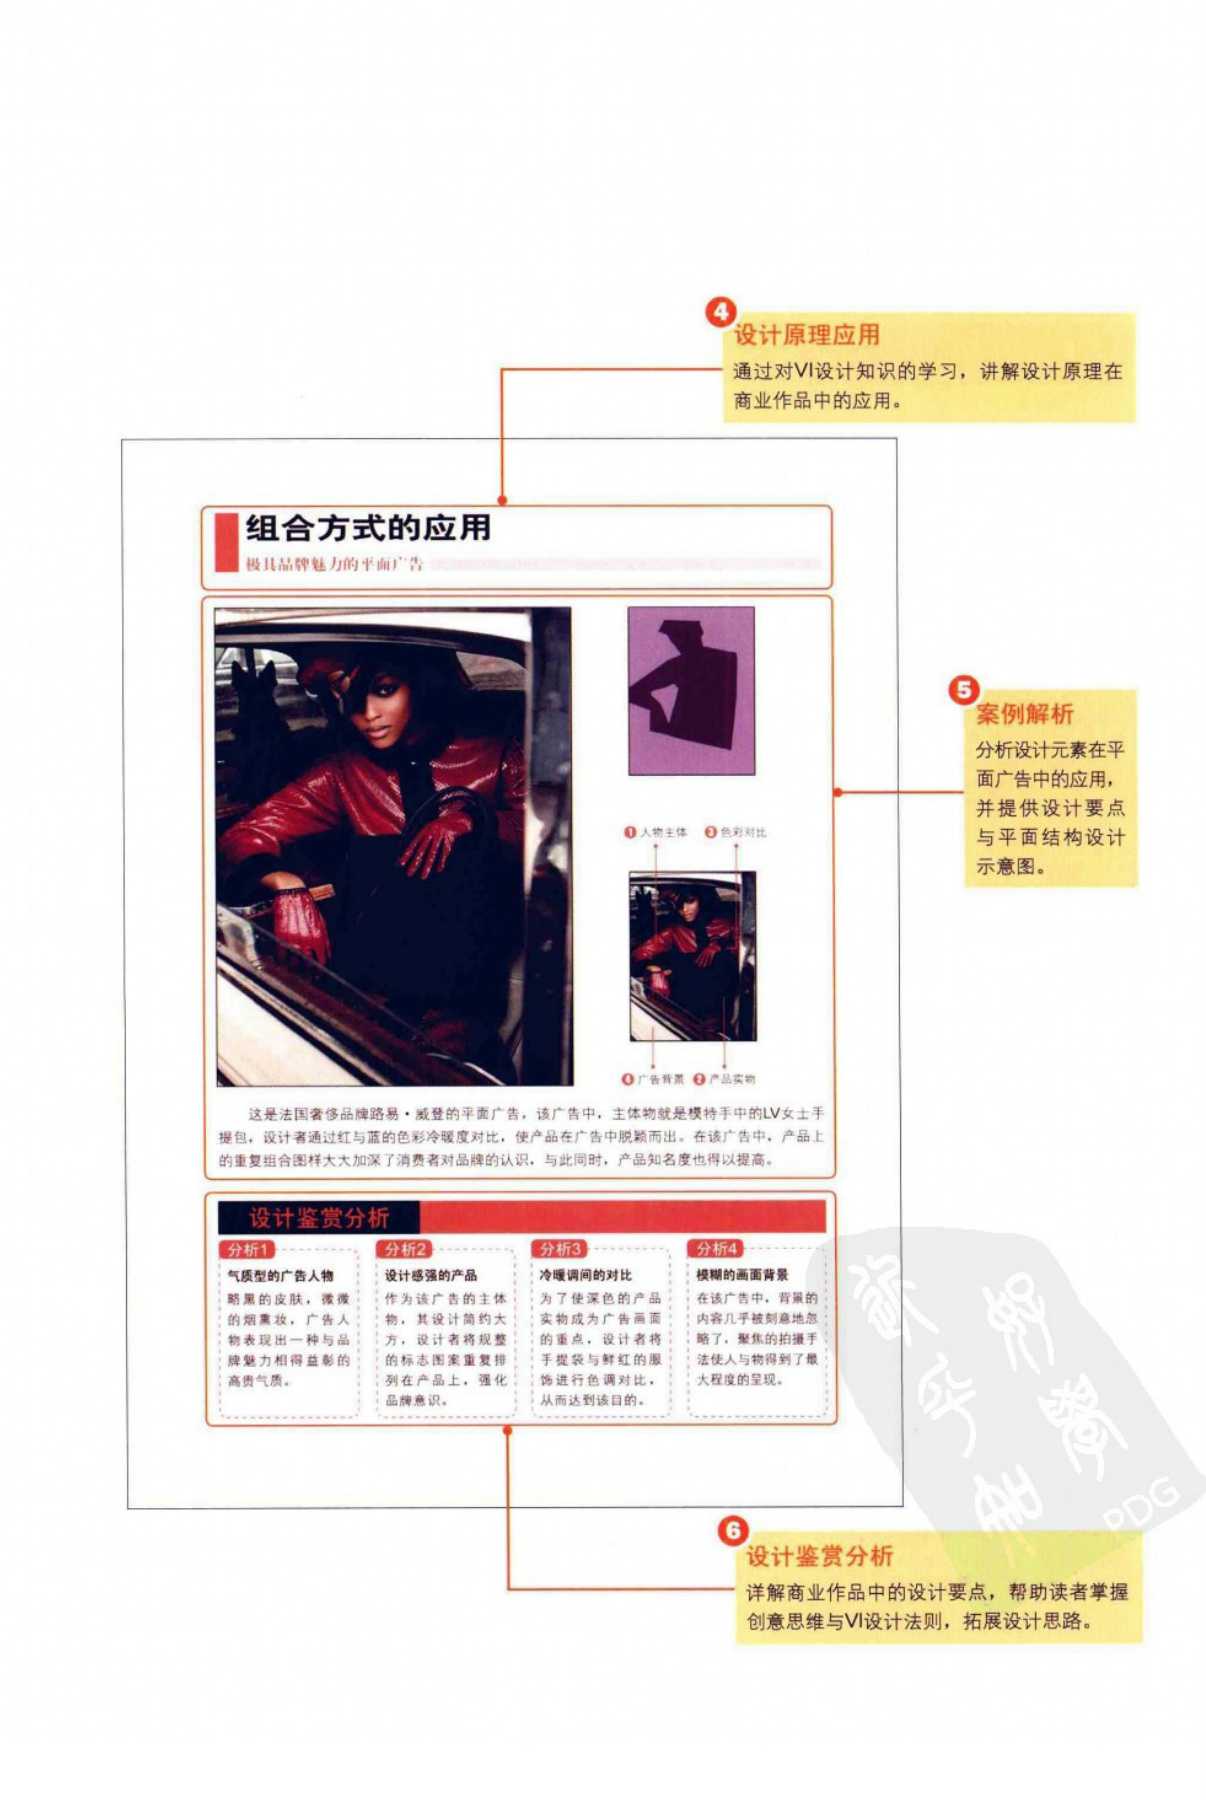 4
设计原理应用
通过对VI设计知识的学习，讲解设计原理在
商业作品中的应用。
组合方式的应用
极具品牌魅力的平面广告
5
案例解析
分析设计元素在平
面广告中的应用，
并提供设计要点
与平面结构设计
示意图。
1 人物主体 3 色彩对比
4 广告背景 2 产品实物
这是法国奢侈品牌路易·威登的平面广告，该广告中，主体物就是模特手中的LV女士手
提包，设计者通过红与蓝的色彩冷暖度对比，使产品在广告中脱颖而出。在该广告中，产品上
的重复组合图样大大加深了消费者对品牌的认识，与此同时，产品知名度也得以提高。
设计鉴赏分析
分析1
气质型的广告人物
略黑的皮肤，微微
的烟熏妆，广告人
物表现出一种与品
牌魅力相得益彰的
高贵气质。
分析2
设计感强的产品
作为该广告的主体
物，其设计简约大
方，设计者将规整
的标志图案重复排
列在产品上，强化
品牌意识。
分析3
冷暖调间的对比
为了使深色的产品
实物成为广告画面
的重点，设计者将
手提袋与鲜红的服
饰进行色调对比，
从而达到该目的。
分析4
模糊的画面背景
在该广告中，背景的
内容几乎被刻意地忽
略了，聚焦的拍摄手
法使人与物得到了最
大程度的呈现。
PDG
6
设计鉴赏分析
详解商业作品中的设计要点，帮助读者掌握
创意思维与VI设计法则，拓展设计思路。